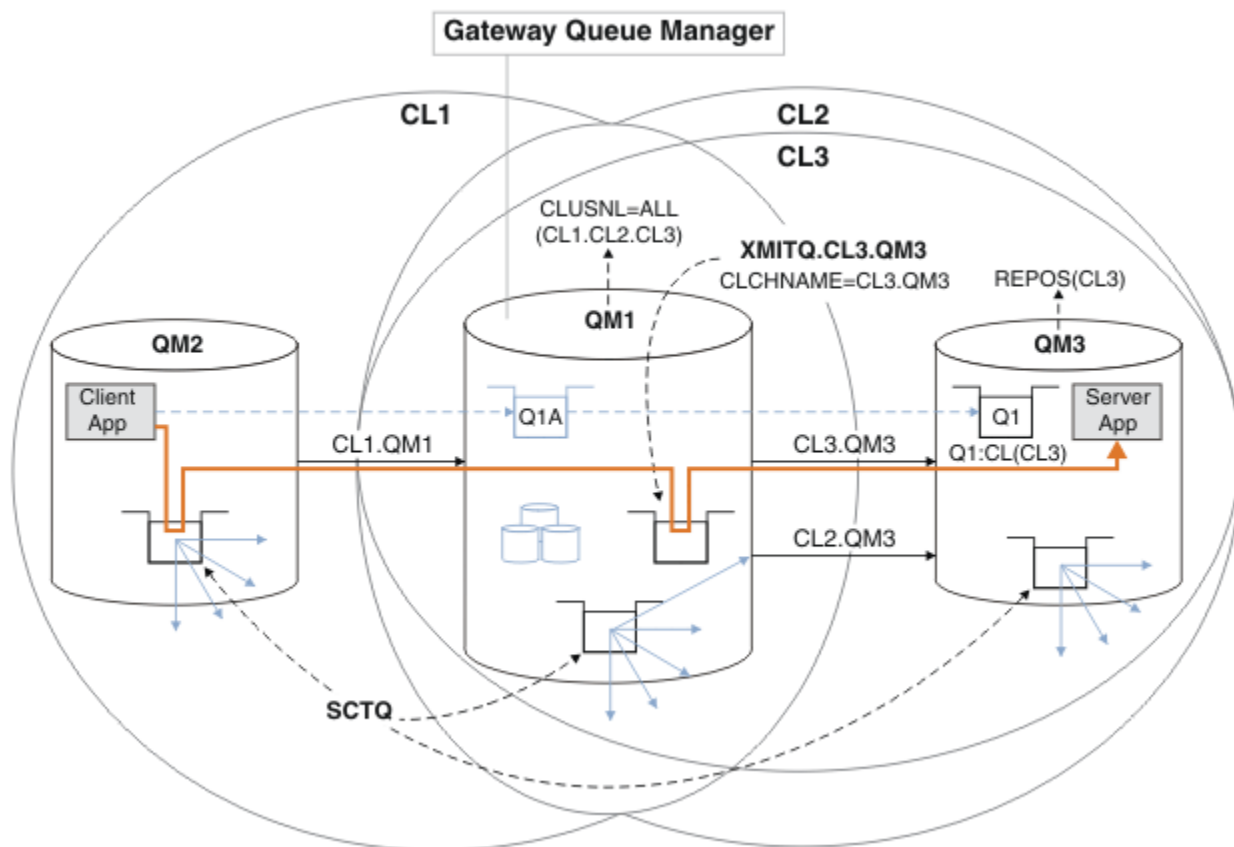 Gateway Queue Manager
CL1
CL2
CL3
CLUSNL=ALL
(CL1.CL2.CL3)
XMITQ.CL3.QM3
CLCHNAME=CL3.QM3
REPOS(CL3)
QM2
QM1
QM3
Client
App
Q1A
Q1
Server
App
CL1.QM1
CL3.QM3
Q1:CL(CL3)
CL2.QM3
SCTQ